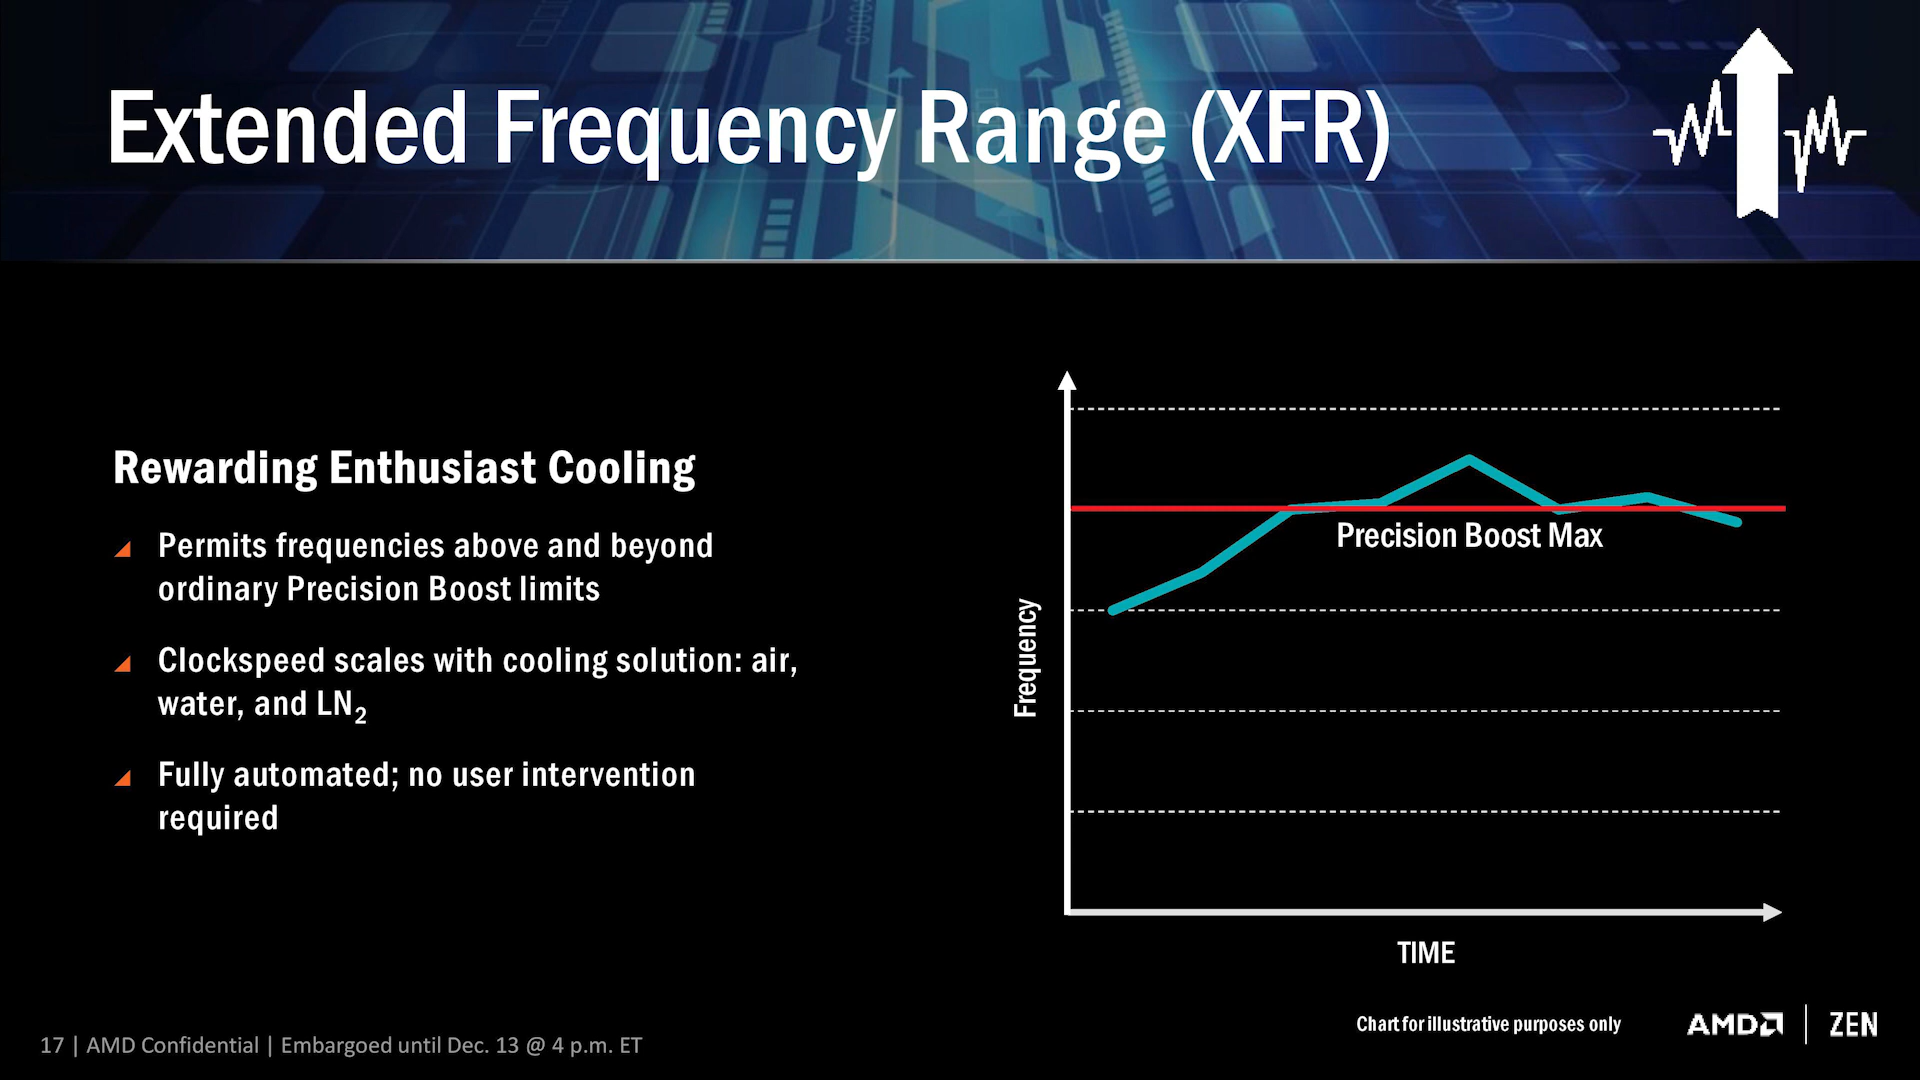 Extended Frequency Range (XFR)
Rewarding Enthusiast Cooling
Permits frequencies above and beyond
ordinary Precision Boost limits
Clockspeed scales with cooling solution: air,
water, and LN₂
Fully automated; no user intervention
required
Precision Boost Max
Frequency
TIME
Chart for illustrative purposes only
AMD | ZEN
17 | AMD Confidential | Embargoed until Dec. 13 @ 4 p.m. ET